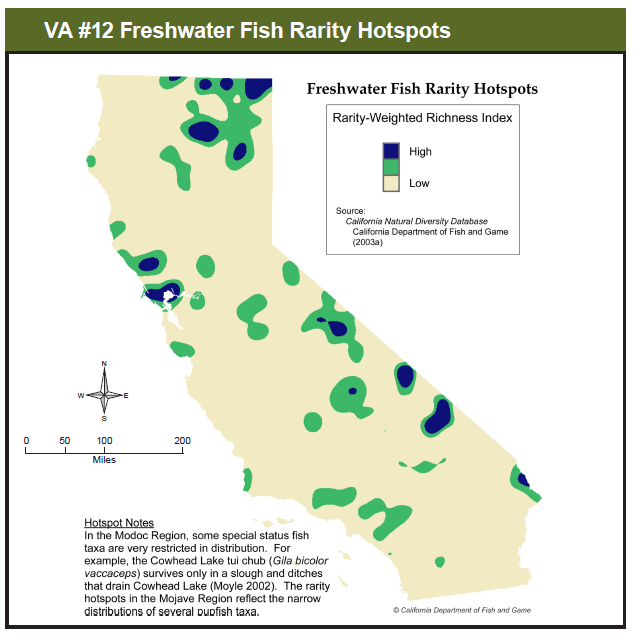 VA #12 Freshwater Fish Rarity Hotspots
Freshwater Fish Rarity Hotspots
Rarity-Weighted Richness Index
High
Low
Source:
California Natural Diversity Database
California Department of Fish and Game
(2003a)
N
W
E
S
0 50 100 200
Miles
Hotspot Notes
In the Modoc Region, some special status fish
taxa are very restricted in distribution. For
example, the Cowhead Lake tui chub (Gila bicolor
vaccaceps) survives only in a slough and ditches
that drain Cowhead Lake (Moyle 2002). The rarity
hotspots in the Mojave Region reflect the narrow
distributions of several pupfish taxa.
© California Department of Fish and Game